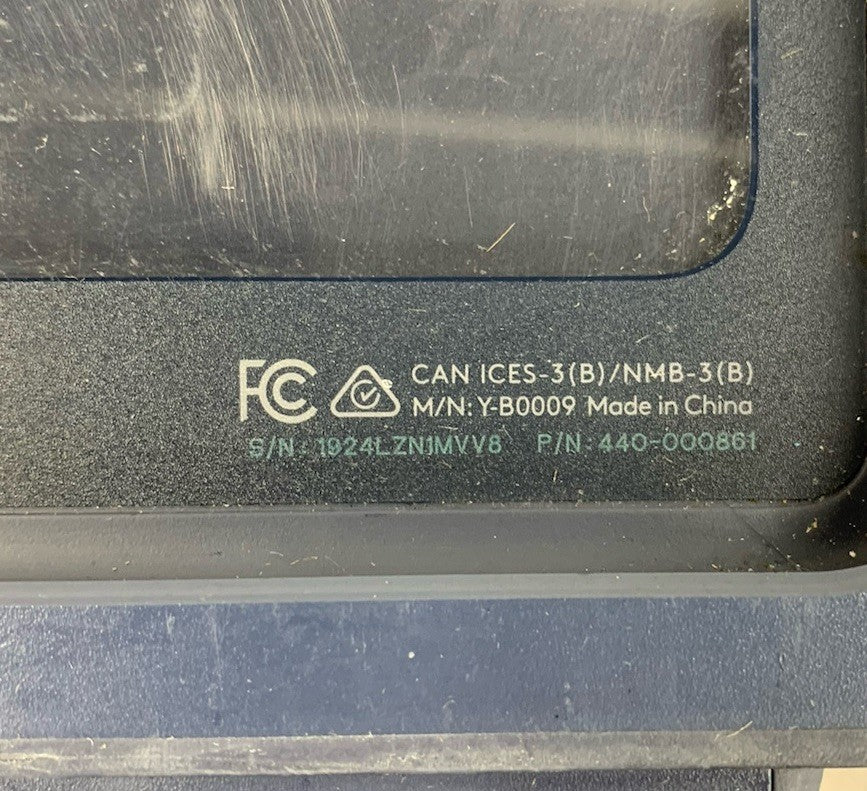 FC CAN ICES-3(B)/NMB-3(B)
M/N: Y-B0009 Made in China
S/N: 1924LZN1MVV8 P/N: 440-000861